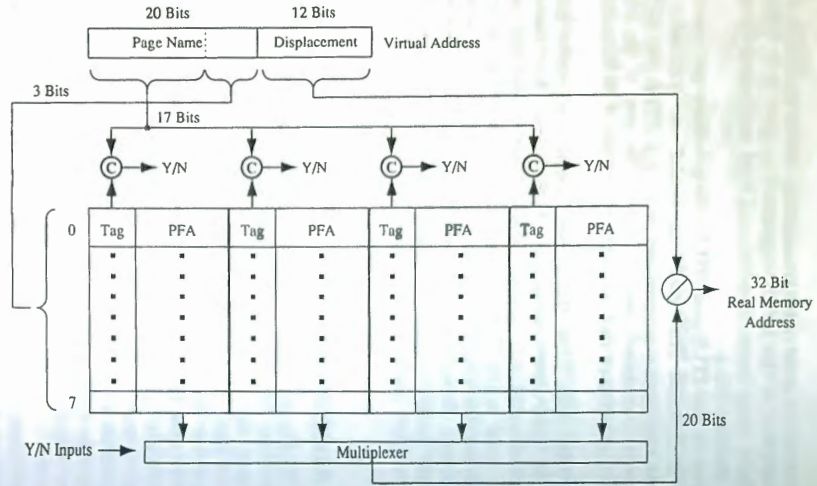 20 Bits 12 Bits
Page Name Displacement Virtual Address
3 Bits
17 Bits
C Y/N C Y/N C Y/N C Y/N
0 Tag PFA Tag PFA Tag PFA Tag PFA
32 Bit
Real Memory
Address
7
20 Bits
Y/N Inputs Multiplexer